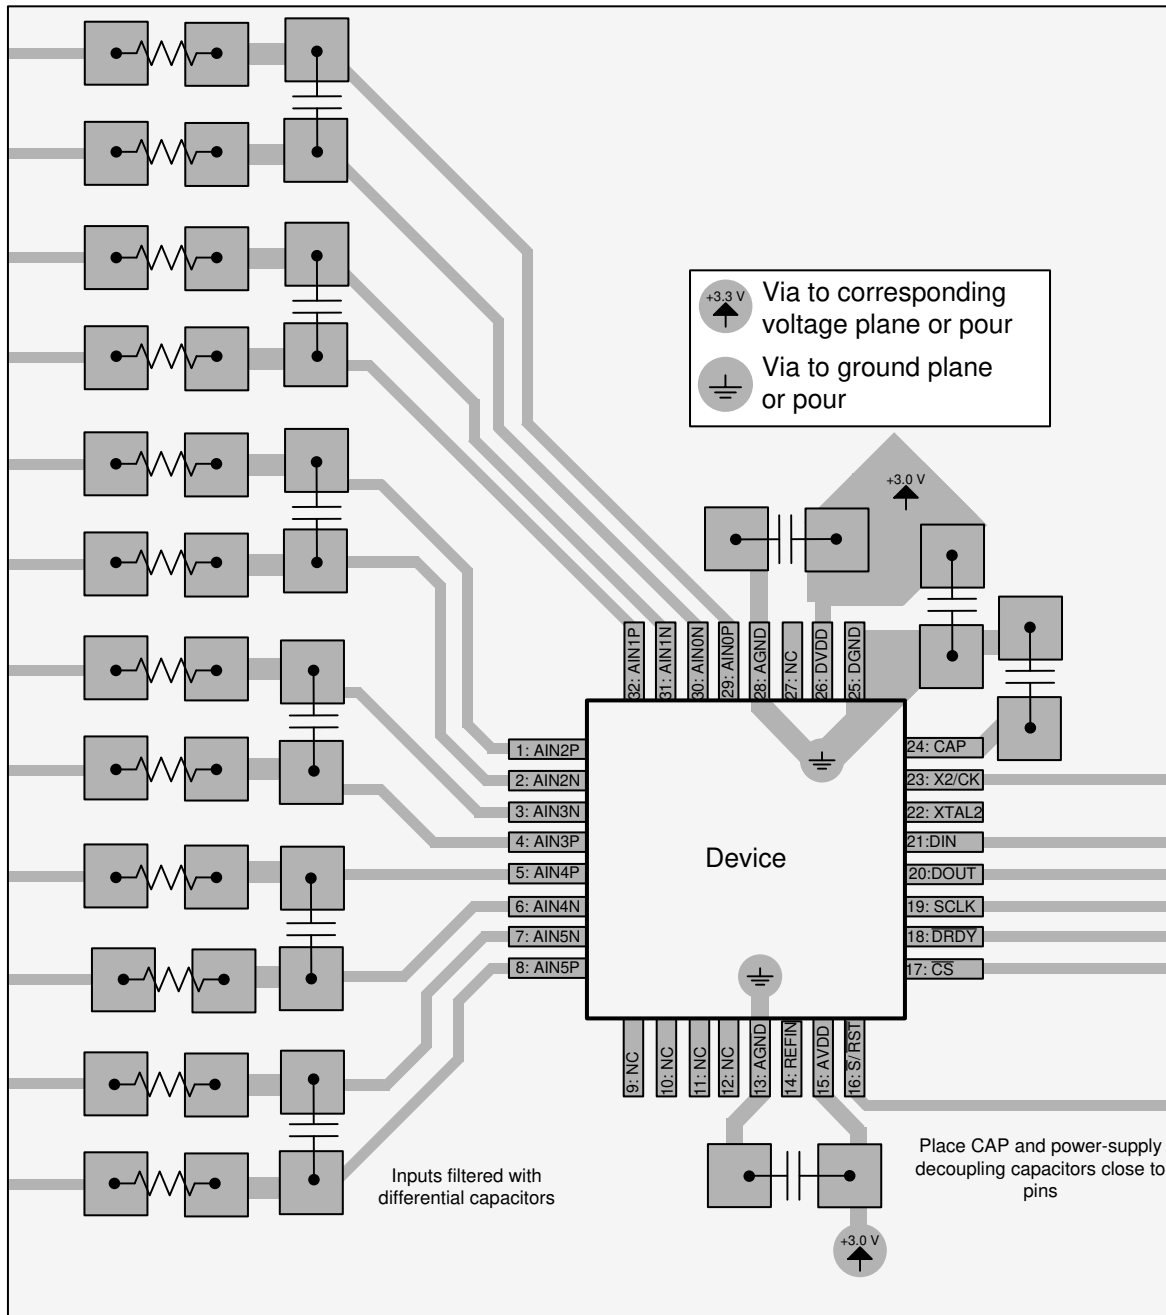 +3.3 V
Via to corresponding
voltage plane or pour
Via to ground plane
or pour
+3.0 V
32: AIN1P
31: AIN1N
30: AIN0N
29: AIN0P
28: AGND
27: NC
26: DVDD
25: DGND
1: AIN2P
2: AIN2N
3: AIN3N
4: AIN3P
5: AIN4P
6: AIN4N
7: AIN5N
8: AIN5P
Device
24: CAP
23: X2/CK
22: XTAL2
21:DIN
20:DOUT
19: SCLK
18: DRDY
17: CS
9: NC
10: NC
11: NC
12: NC
13: AGND
14: REFIN
15: AVDD
16: S/RST
Inputs filtered with
differential capacitors
Place CAP and power-supply
decoupling capacitors close to
pins
+3.0 V